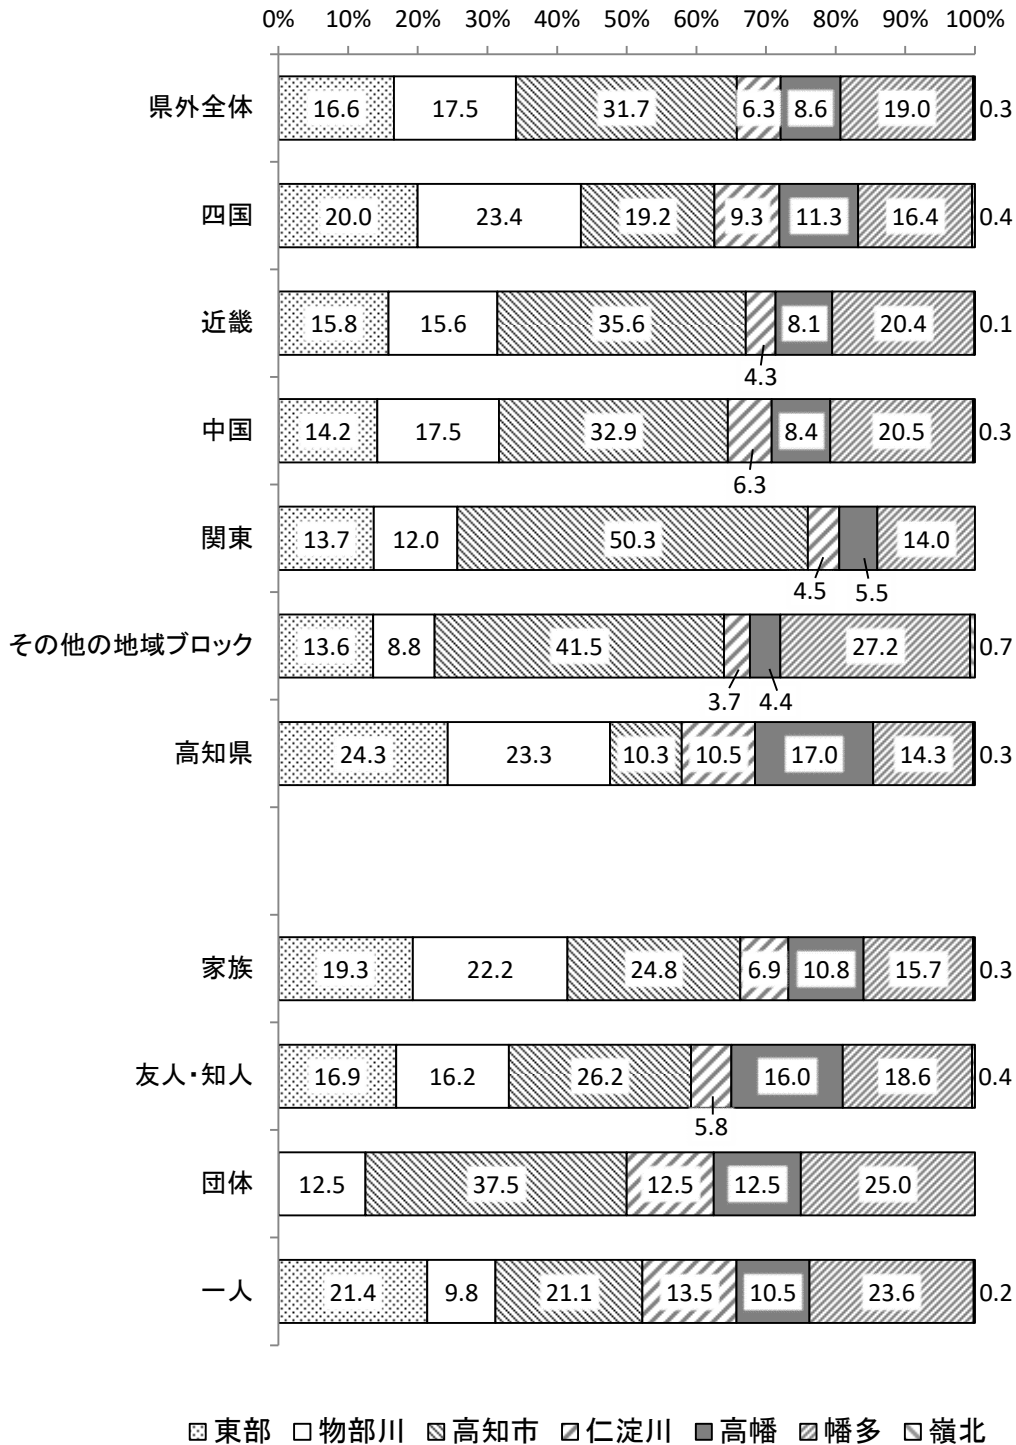 0% 10% 20% 30% 40% 50% 60% 70% 80% 90% 100%
県外全体 16.6 17.5 31.7 6.3 8.6 19.0 0.3
四国 20.0 23.4 19.2 9.3 11.3 16.4 0.4
近畿 15.8 15.6 35.6 8.1 20.4 0.1
4.3
中国 14.2 17.5 32.9 8.4 20.5 0.3
6.3
関東 13.7 12.0 50.3 14.0
4.5 5.5
その他の地域ブロック 13.6 8.8 41.5 27.2 0.7
3.7 4.4
高知県 24.3 23.3 10.3 10.5 17.0 14.3 0.3
家族 19.3 22.2 24.8 6.9 10.8 15.7 0.3
友人・知人 16.9 16.2 26.2 16.0 18.6 0.4
5.8
団体 12.5 37.5 12.5 12.5 25.0
一人 21.4 9.8 21.1 13.5 10.5 23.6 0.2
東部 物部川 高知市 仁淀川 高幡 幡多 嶺北